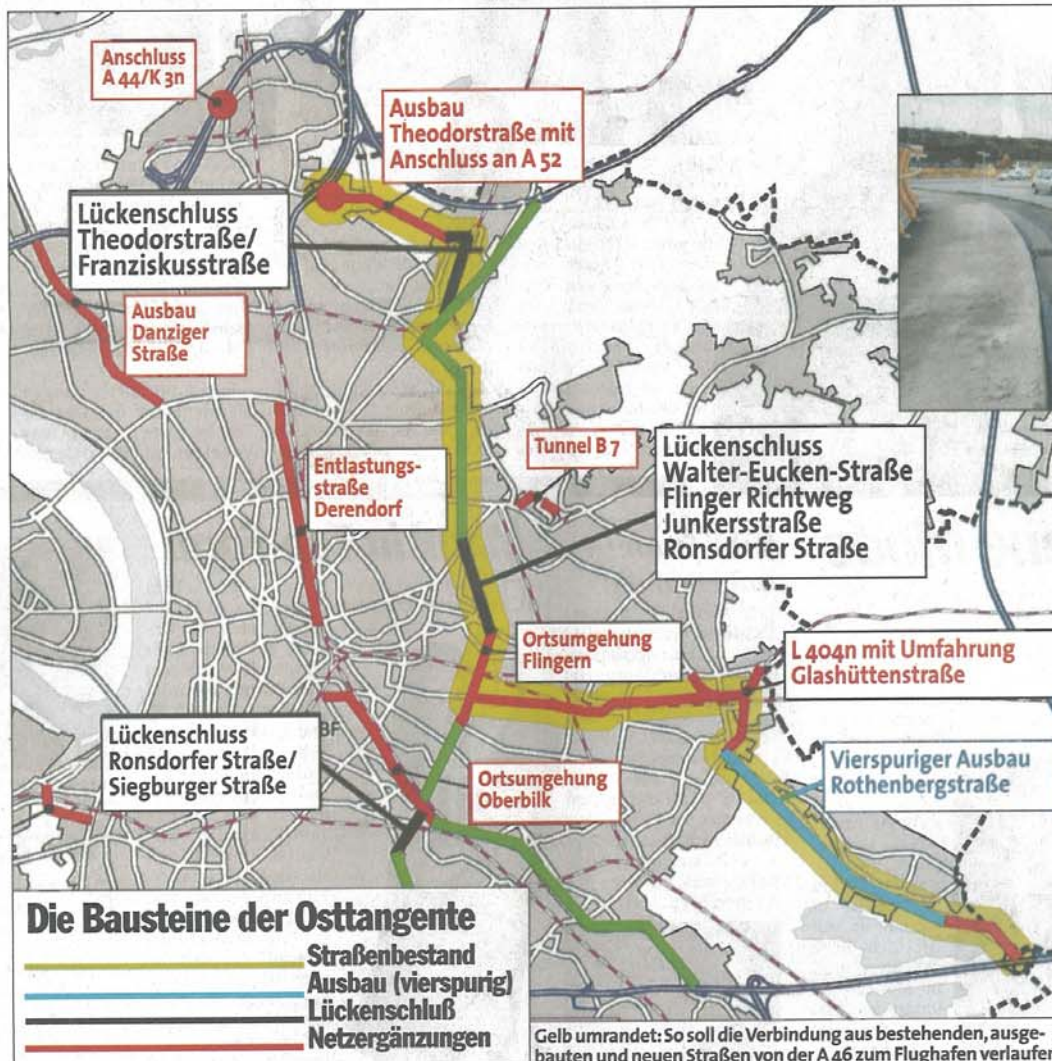 Anschluss
A 44/K 3n
Ausbau
Theodorstraße mit
Anschluss an A 52
Lückenschluss
Theodorstraße/
Franziskusstraße
Ausbau
Danziger
Straße
Entlastungs-
straße
Derendorf
Tunnel B 7
Lückenschluss
Walter-Eucken-Straße
Flinger Richtweg
Junkersstraße
Ronsdorfer Straße
Ortsumgehung
Flingern
L 404n mit Umfahrung
Glashüttenstraße
Lückenschluss
Ronsdorfer Straße/
Siegburger Straße
BF
Ortsumgehung
Oberbilk
Vierspuriger Ausbau
Rothenbergstraße
Die Bausteine der Osttangente
Straßenbestand
Ausbau (vierspurig)
Lückenschluß
Netzergänzungen
Gelb umrandet: So soll die Verbindung aus bestehenden, ausge-
bauten und neuen Straßen von der A 46 zum Flughafen verlaufen